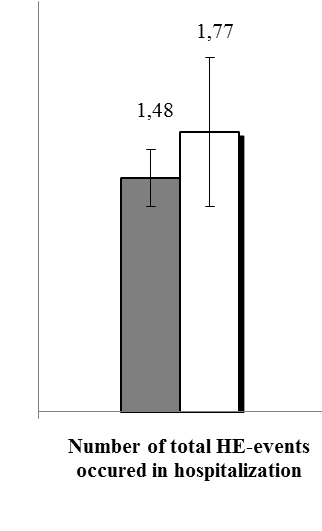 1,77
1,48
Number of total HE-events
occured in hospitalization